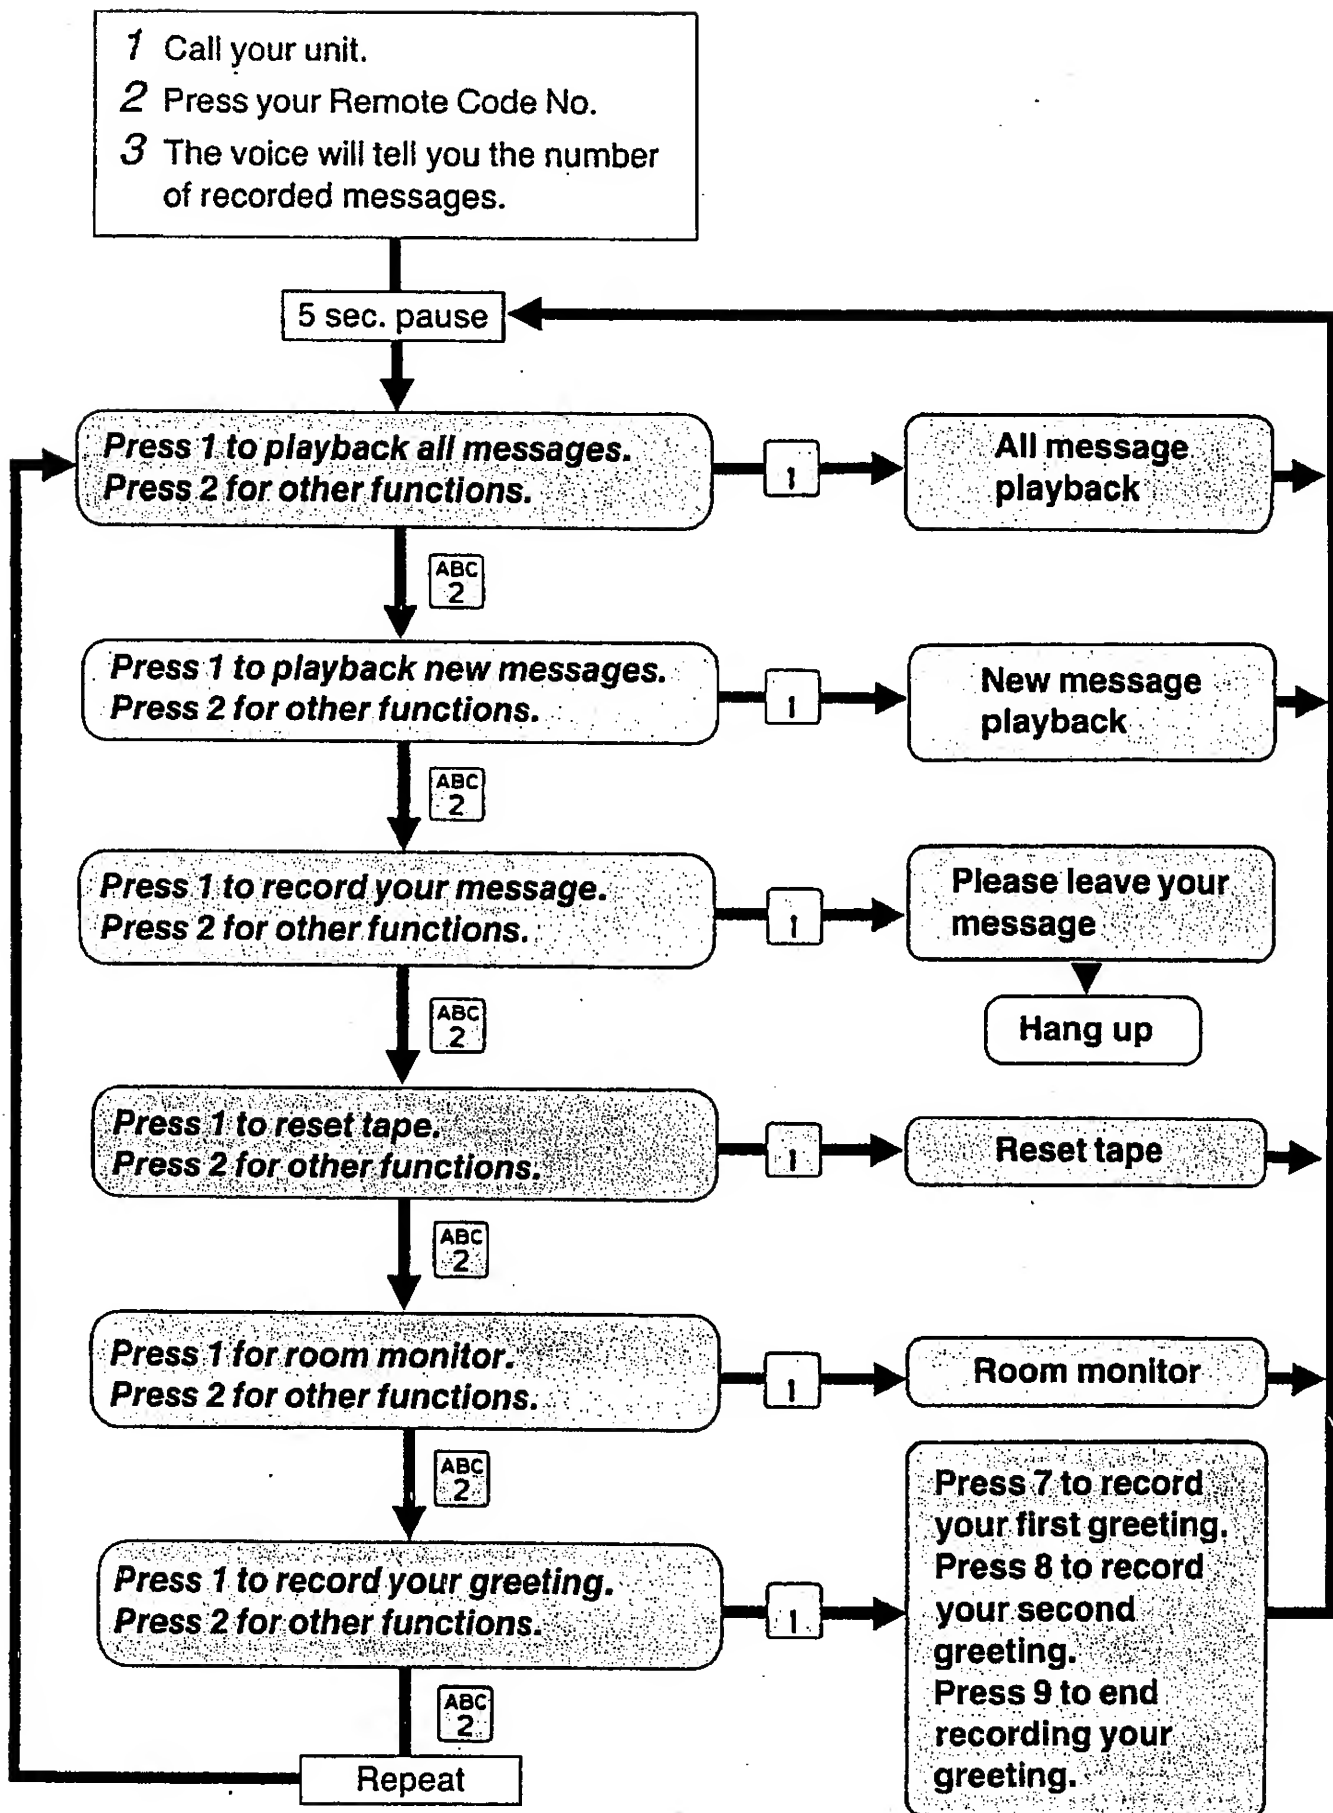 1 Call your unit.
2 Press your Remote Code No.
3 The voice will tell you the number
of recorded messages.
5 sec. pause
Press 1 to playback all messages.
Press 2 for other functions.
1
All message
playback
ABC
2
Press 1 to playback new messages.
Press 2 for other functions.
1
New message
playback
ABC
2
Press 1 to record your message.
Press 2 for other functions.
1
Please leave your
message
Hang up
ABC
2
Press 1 to reset tape.
Press 2 for other functions.
1
Reset tape
ABC
2
Press 1 for room monitor.
Press 2 for other functions.
1
Room monitor
ABC
2
Press 1 to record your greeting.
Press 2 for other functions.
1
Press 7 to record
your first greeting.
Press 8 to record
your second
greeting.
Press 9 to end
recording your
greeting.
ABC
2
Repeat